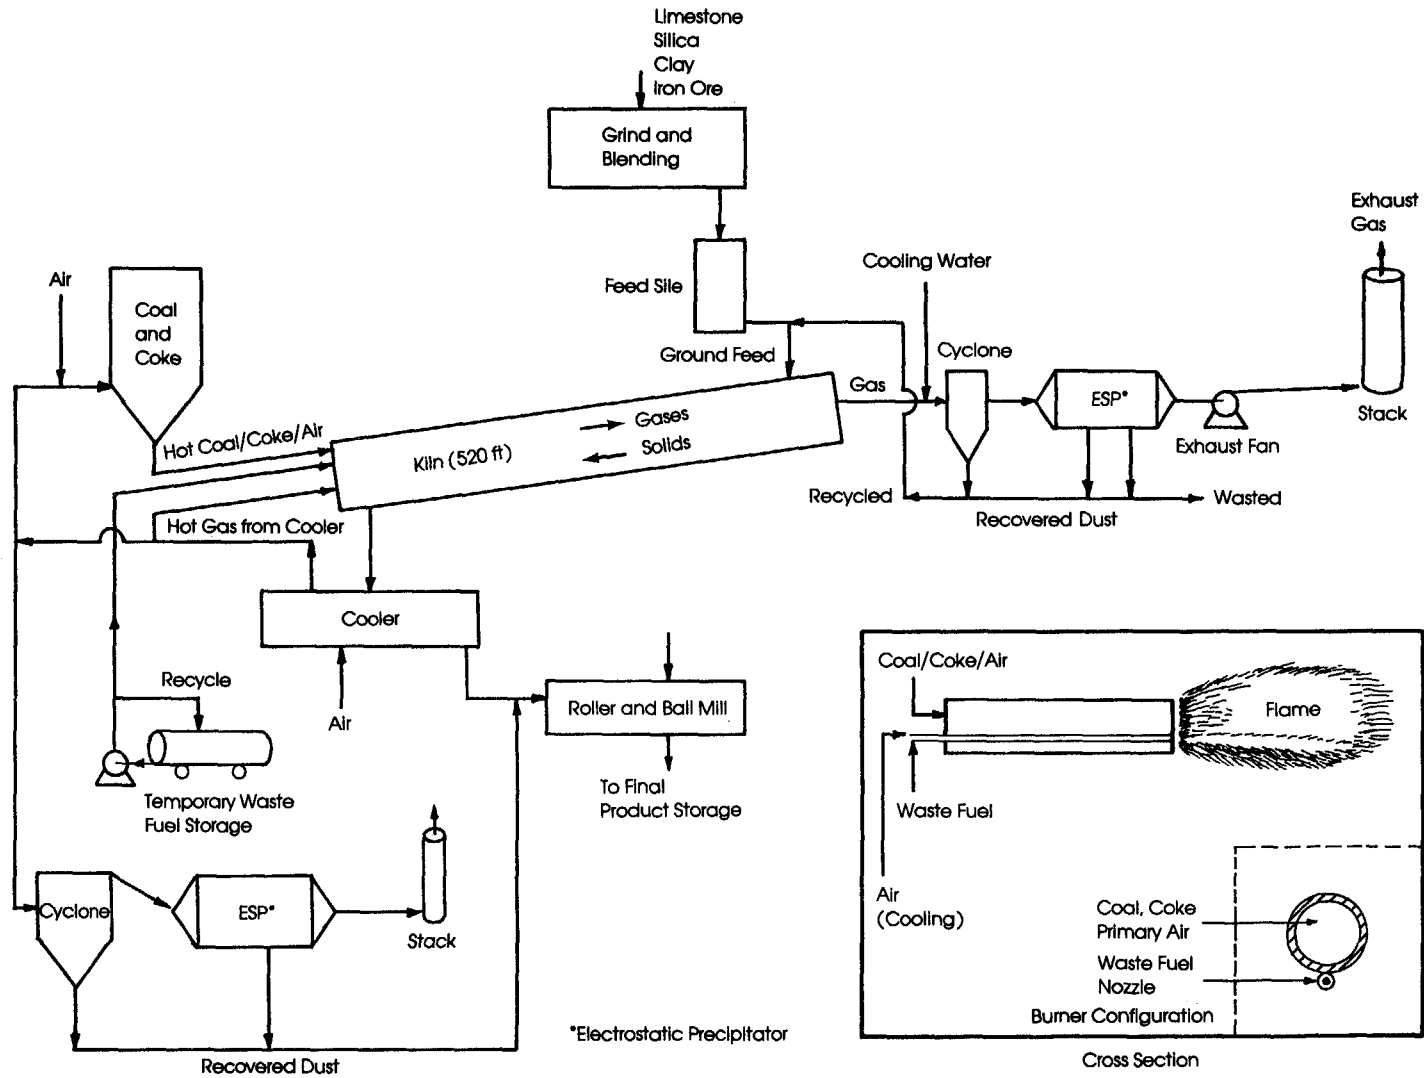 Limestone
Silica
Clay
Iron Ore
Grind and
Blending
Exhaust
Gas
Cooling Water
Air
Coal
and
Coke
Feed Sile
Cyclone
Ground Feed
Gas
ESP*
Stack
Gases
Hot Coal/Coke/Air
Solids
Exhaust Fan
Kiln (520 ft)
Recycled
Wasted
Recovered Dust
Hot Gas from Cooler
Cooler
Recycle
Air
Roller and Ball Mill
To Final
Product Storage
Temporary Waste
Fuel Storage
Cyclone
ESP*
Stack
Recovered Dust
*Electrostatic Precipitator
Coal/Coke/Air
Flame
Waste Fuel
Air
(Cooling)
Coal, Coke
Primary Air
Waste Fuel
Nozzle
Burner Configuration
Cross Section